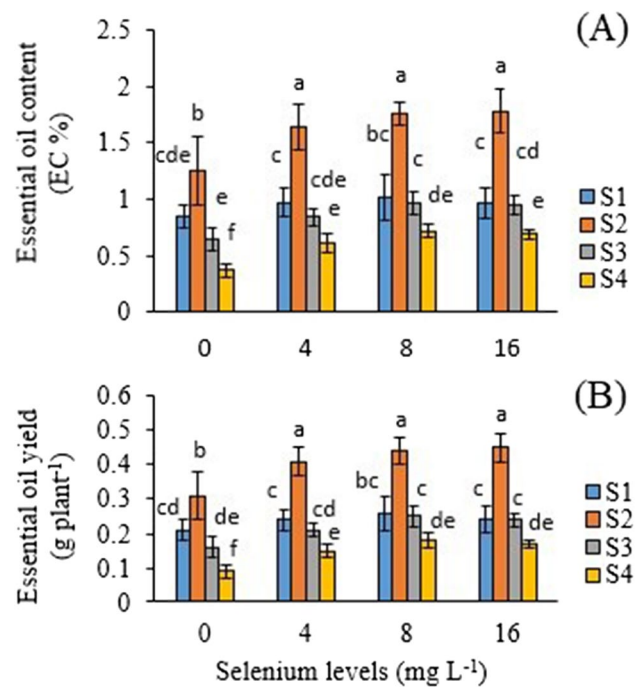 (A)
Essential oil content
(EC %)
2.5
2
1.5
1
0.5
0
cde b e f
c a cde e
bc a c de
c a cd e
0 4 8 16
S1
S2
S3
S4
(B)
Essential oil yield
(g plant⁻¹)
0.6
0.5
0.4
0.3
0.2
0.1
0
cd b de f
c a cd e
bc a c de
c a c de
0 4 8 16
S1
S2
S3
S4
Selenium levels (mg L⁻¹)